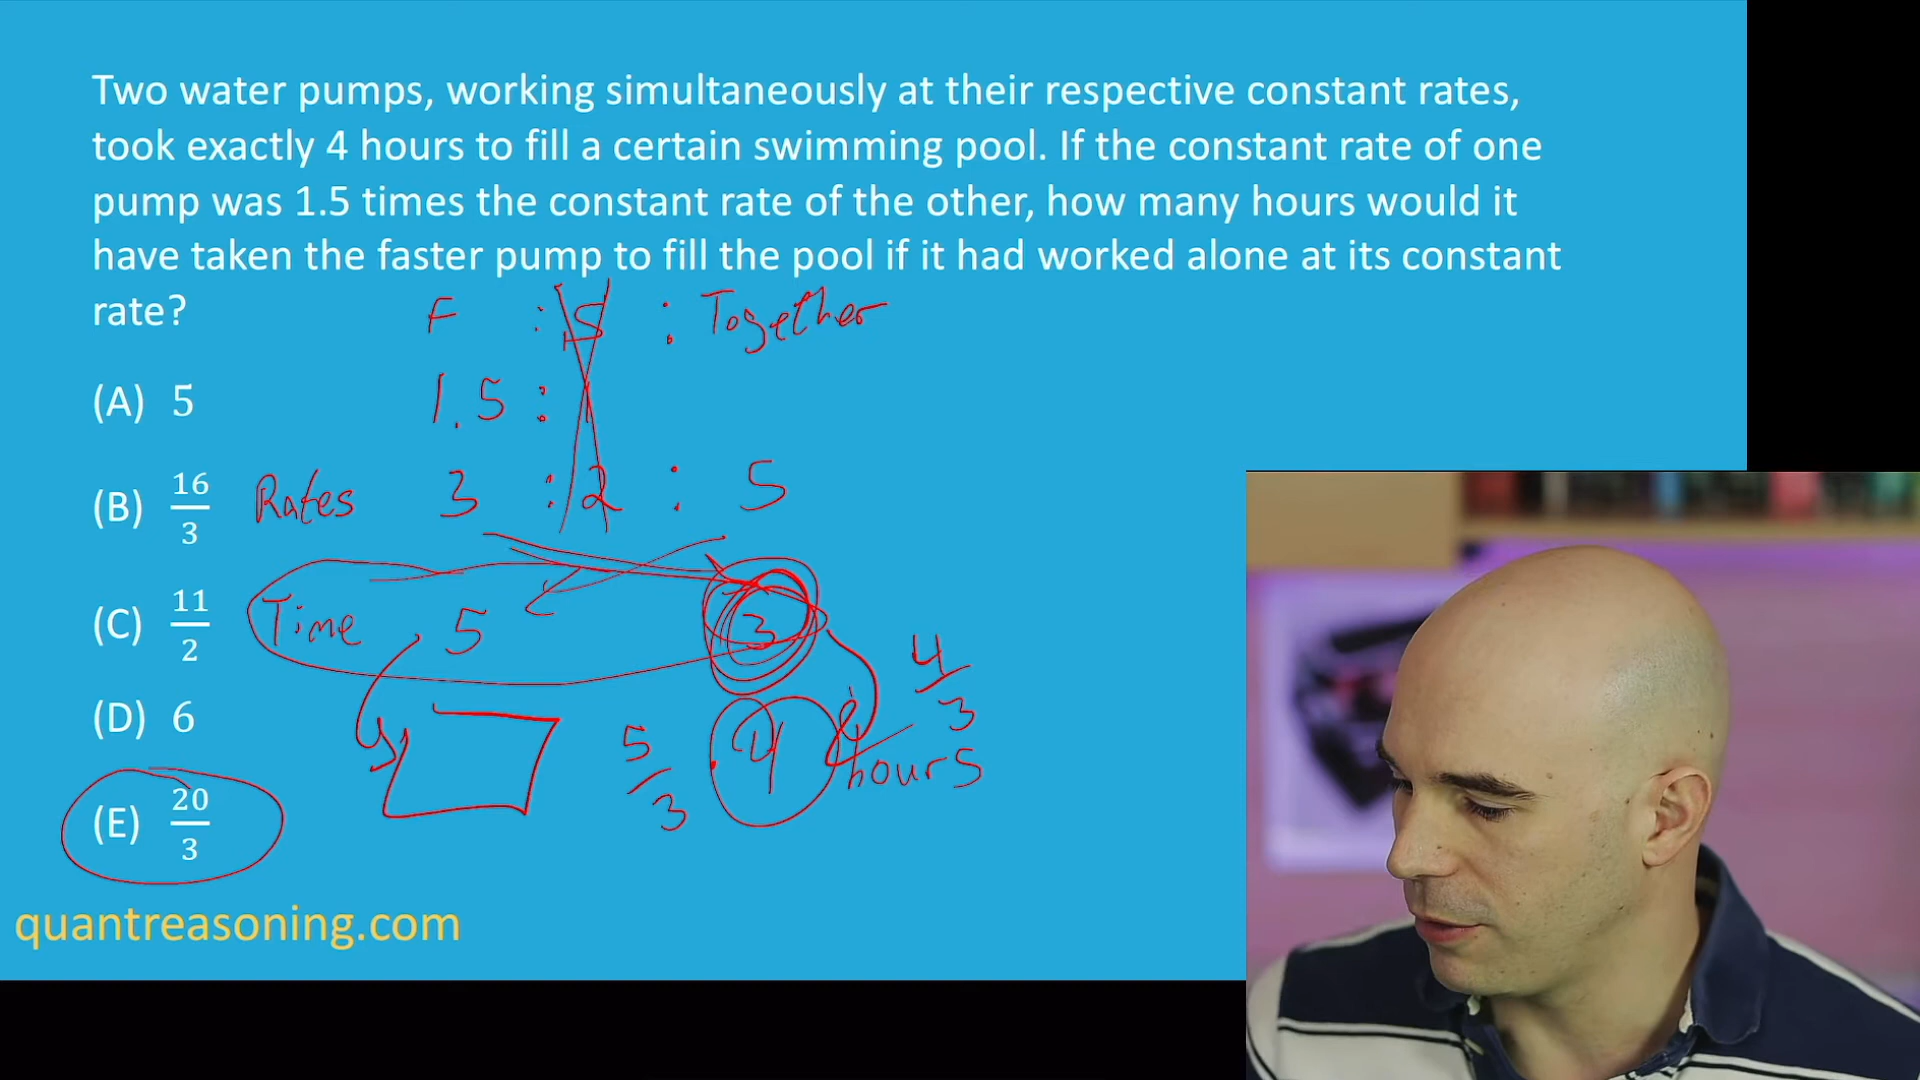 Two water pumps, working simultaneously at their respective constant rates,
took exactly 4 hours to fill a certain swimming pool. If the constant rate of one
pump was 1.5 times the constant rate of the other, how many hours would it
have taken the faster pump to fill the pool if it had worked alone at its constant
rate?
F : S : Together
(A) 5
1.5 :
(B) 16/3
Rates 3 : 2 : 5
(C) 11/2
Time 5 3
4/3
(D) 6
5/3 . 4 hours
(E) 20/3
quantreasoning.com